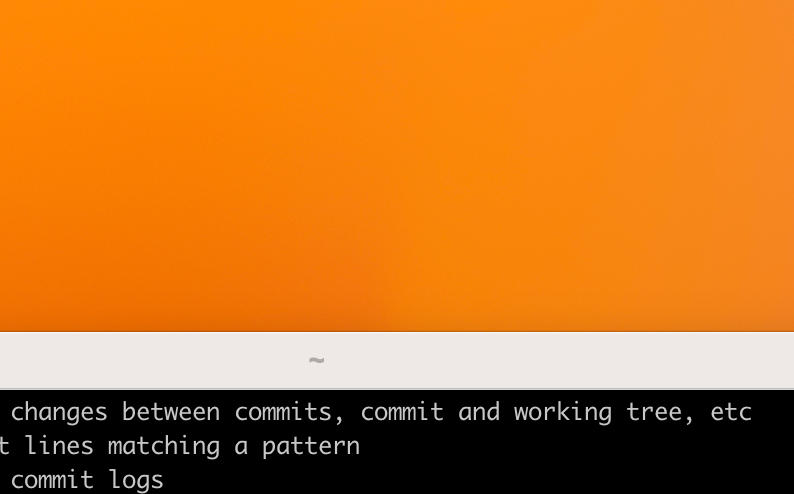 ~
changes between commits, commit and working tree, etc
t lines matching a pattern
commit logs